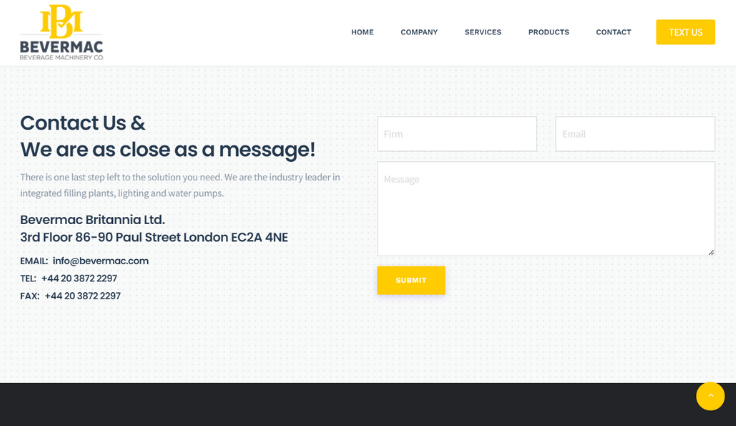 BM
BEVERMAC
BEVERAGE MACHINERY CO
HOME COMPANY SERVICES PRODUCTS CONTACT TEXT US
Contact Us &
We are as close as a message!
There is one last step left to the solution you need. We are the industry leader in
integrated filling plants, lighting and water pumps.
Bevermac Britannia Ltd.
3rd Floor 86-90 Paul Street London EC2A 4NE
EMAIL: info@bevermac.com
TEL: +44 20 3872 2297
FAX: +44 20 3872 2297
Firm Email
Message
SUBMIT